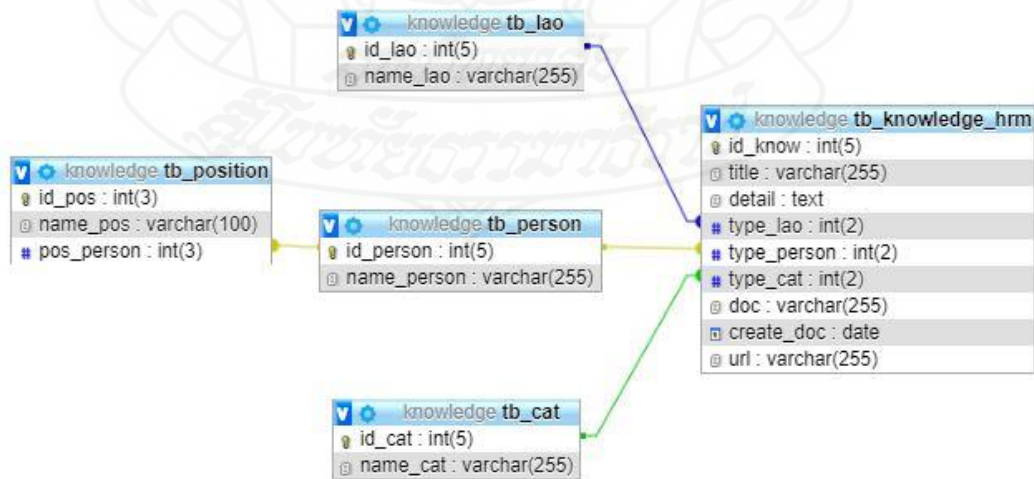 knowledge tb_lao
id_lao : int(5)
name_lao : varchar(255)
knowledge tb_position
id_pos : int(3)
name_pos : varchar(100)
pos_person : int(3)
knowledge tb_person
id_person : int(5)
name_person : varchar(255)
knowledge tb_cat
id_cat : int(5)
name_cat : varchar(255)
knowledge tb_knowledge_hrm
id_know : int(5)
title : varchar(255)
detail : text
type_lao : int(2)
type_person : int(2)
type_cat : int(2)
doc : varchar(255)
create_doc : date
url : varchar(255)